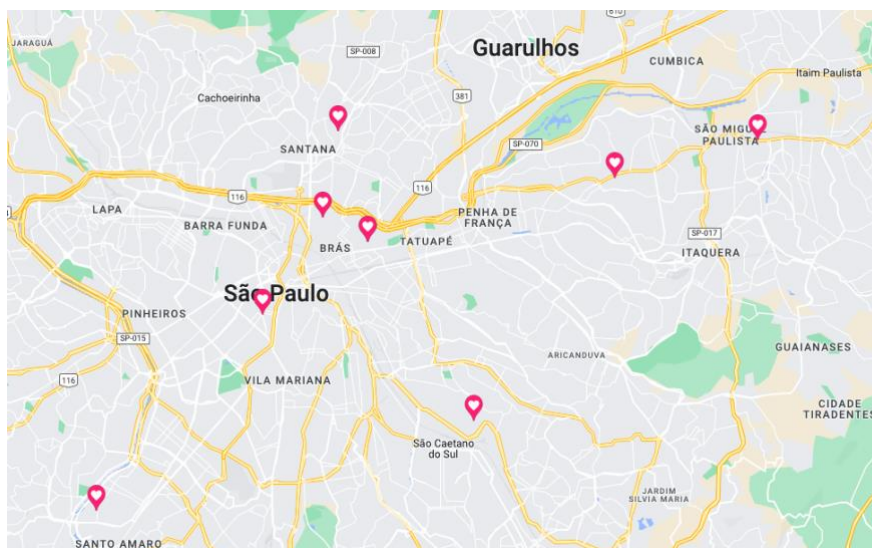 JARAGUÁ
SP-008
Guarulhos
610
CUMBICA
Itaim Paulista
Cachoeirinha
381
SANTANA
SÃO MIGUEL
PAULISTA
SP-070
116
116
LAPA
BARRA FUNDA
PENHA DE
FRANÇA
BRÁS
TATUAPÉ
SP-017
ITAQUERA
São Paulo
PINHEIROS
SP-015
ARICANDUVA
GUAIANASES
116
VILA MARIANA
CIDADE
TIRADENTES
São Caetano
do Sul
JARDIM
SILVIA MARIA
SANTO AMARO